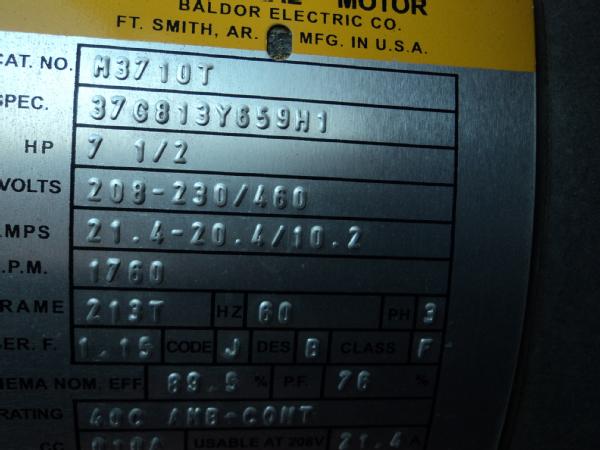 MOTOR
BALDOR ELECTRIC CO.
FT. SMITH, AR. MFG. IN U.S.A.
CAT. NO. M3710T
SPEC. 37G813Y659H1
HP 7 1/2
VOLTS 208-230/460
AMPS 21.4-20.4/10.2
R.P.M. 1760
FRAME 213T HZ 60 PH 3
SER. F. 1.15 CODE J DES B CLASS F
NEMA NOM. EFF. 89.5 % P.F. 76 %
RATING 40C AMB-CONT
CC 010A USABLE AT 208V 21.4 A